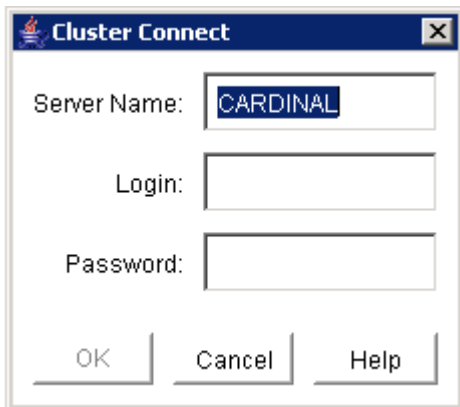 Cluster Connect
Server Name: CARDINAL
Login:
Password:
OK Cancel Help